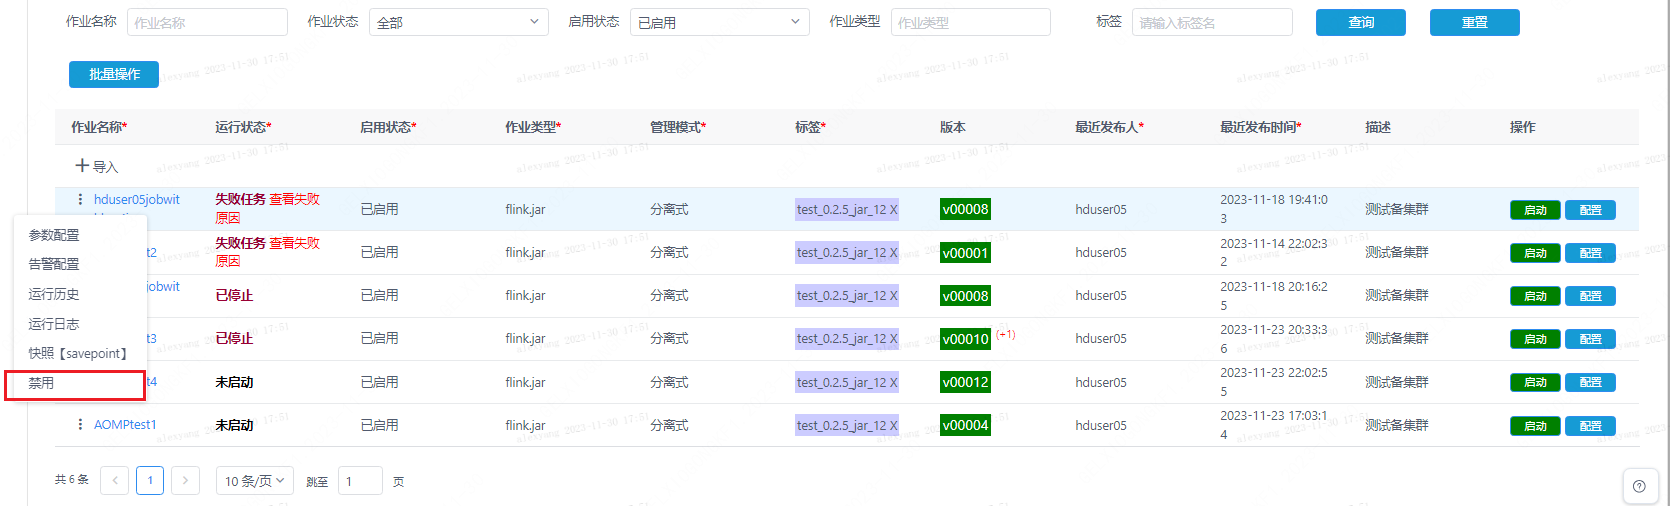 作业名称 作业名称 作业状态 全部 启用状态 已启用 作业类型 作业类型 标签 请输入标签名 查询 重置
批量操作
作业名称* 运行状态* 启用状态* 作业类型* 管理模式* 标签* 版本 最近发布人* 最近发布时间* 描述 操作
导入
hduser05jobwit 失败任务 查看失败原因 已启用 flink.jar 分离式 test_0.2.5_jar_12 X v00008 hduser05 2023-11-18 19:41:03 测试备集群 启动 配置
t2 失败任务 查看失败原因 已启用 flink.jar 分离式 test_0.2.5_jar_12 X v00001 hduser05 2023-11-14 22:02:32 测试备集群 启动 配置
jobwit 已停止 已启用 flink.jar 分离式 test_0.2.5_jar_12 X v00008 hduser05 2023-11-18 20:16:25 测试备集群 启动 配置
t3 已停止 已启用 flink.jar 分离式 test_0.2.5_jar_12 X v00010 (+1) hduser05 2023-11-23 20:33:36 测试备集群 启动 配置
t4 未启动 已启用 flink.jar 分离式 test_0.2.5_jar_12 X v00012 hduser05 2023-11-23 22:02:55 测试备集群 启动 配置
AOMPtest1 未启动 已启用 flink.jar 分离式 test_0.2.5_jar_12 X v00004 hduser05 2023-11-23 17:03:14 测试备集群 启动 配置
参数配置
告警配置
运行历史
运行日志
快照【savepoint】
禁用
共 6 条 < 1 > 10 条/页 跳至 1 页
alexyang 2023-11-30 17:51